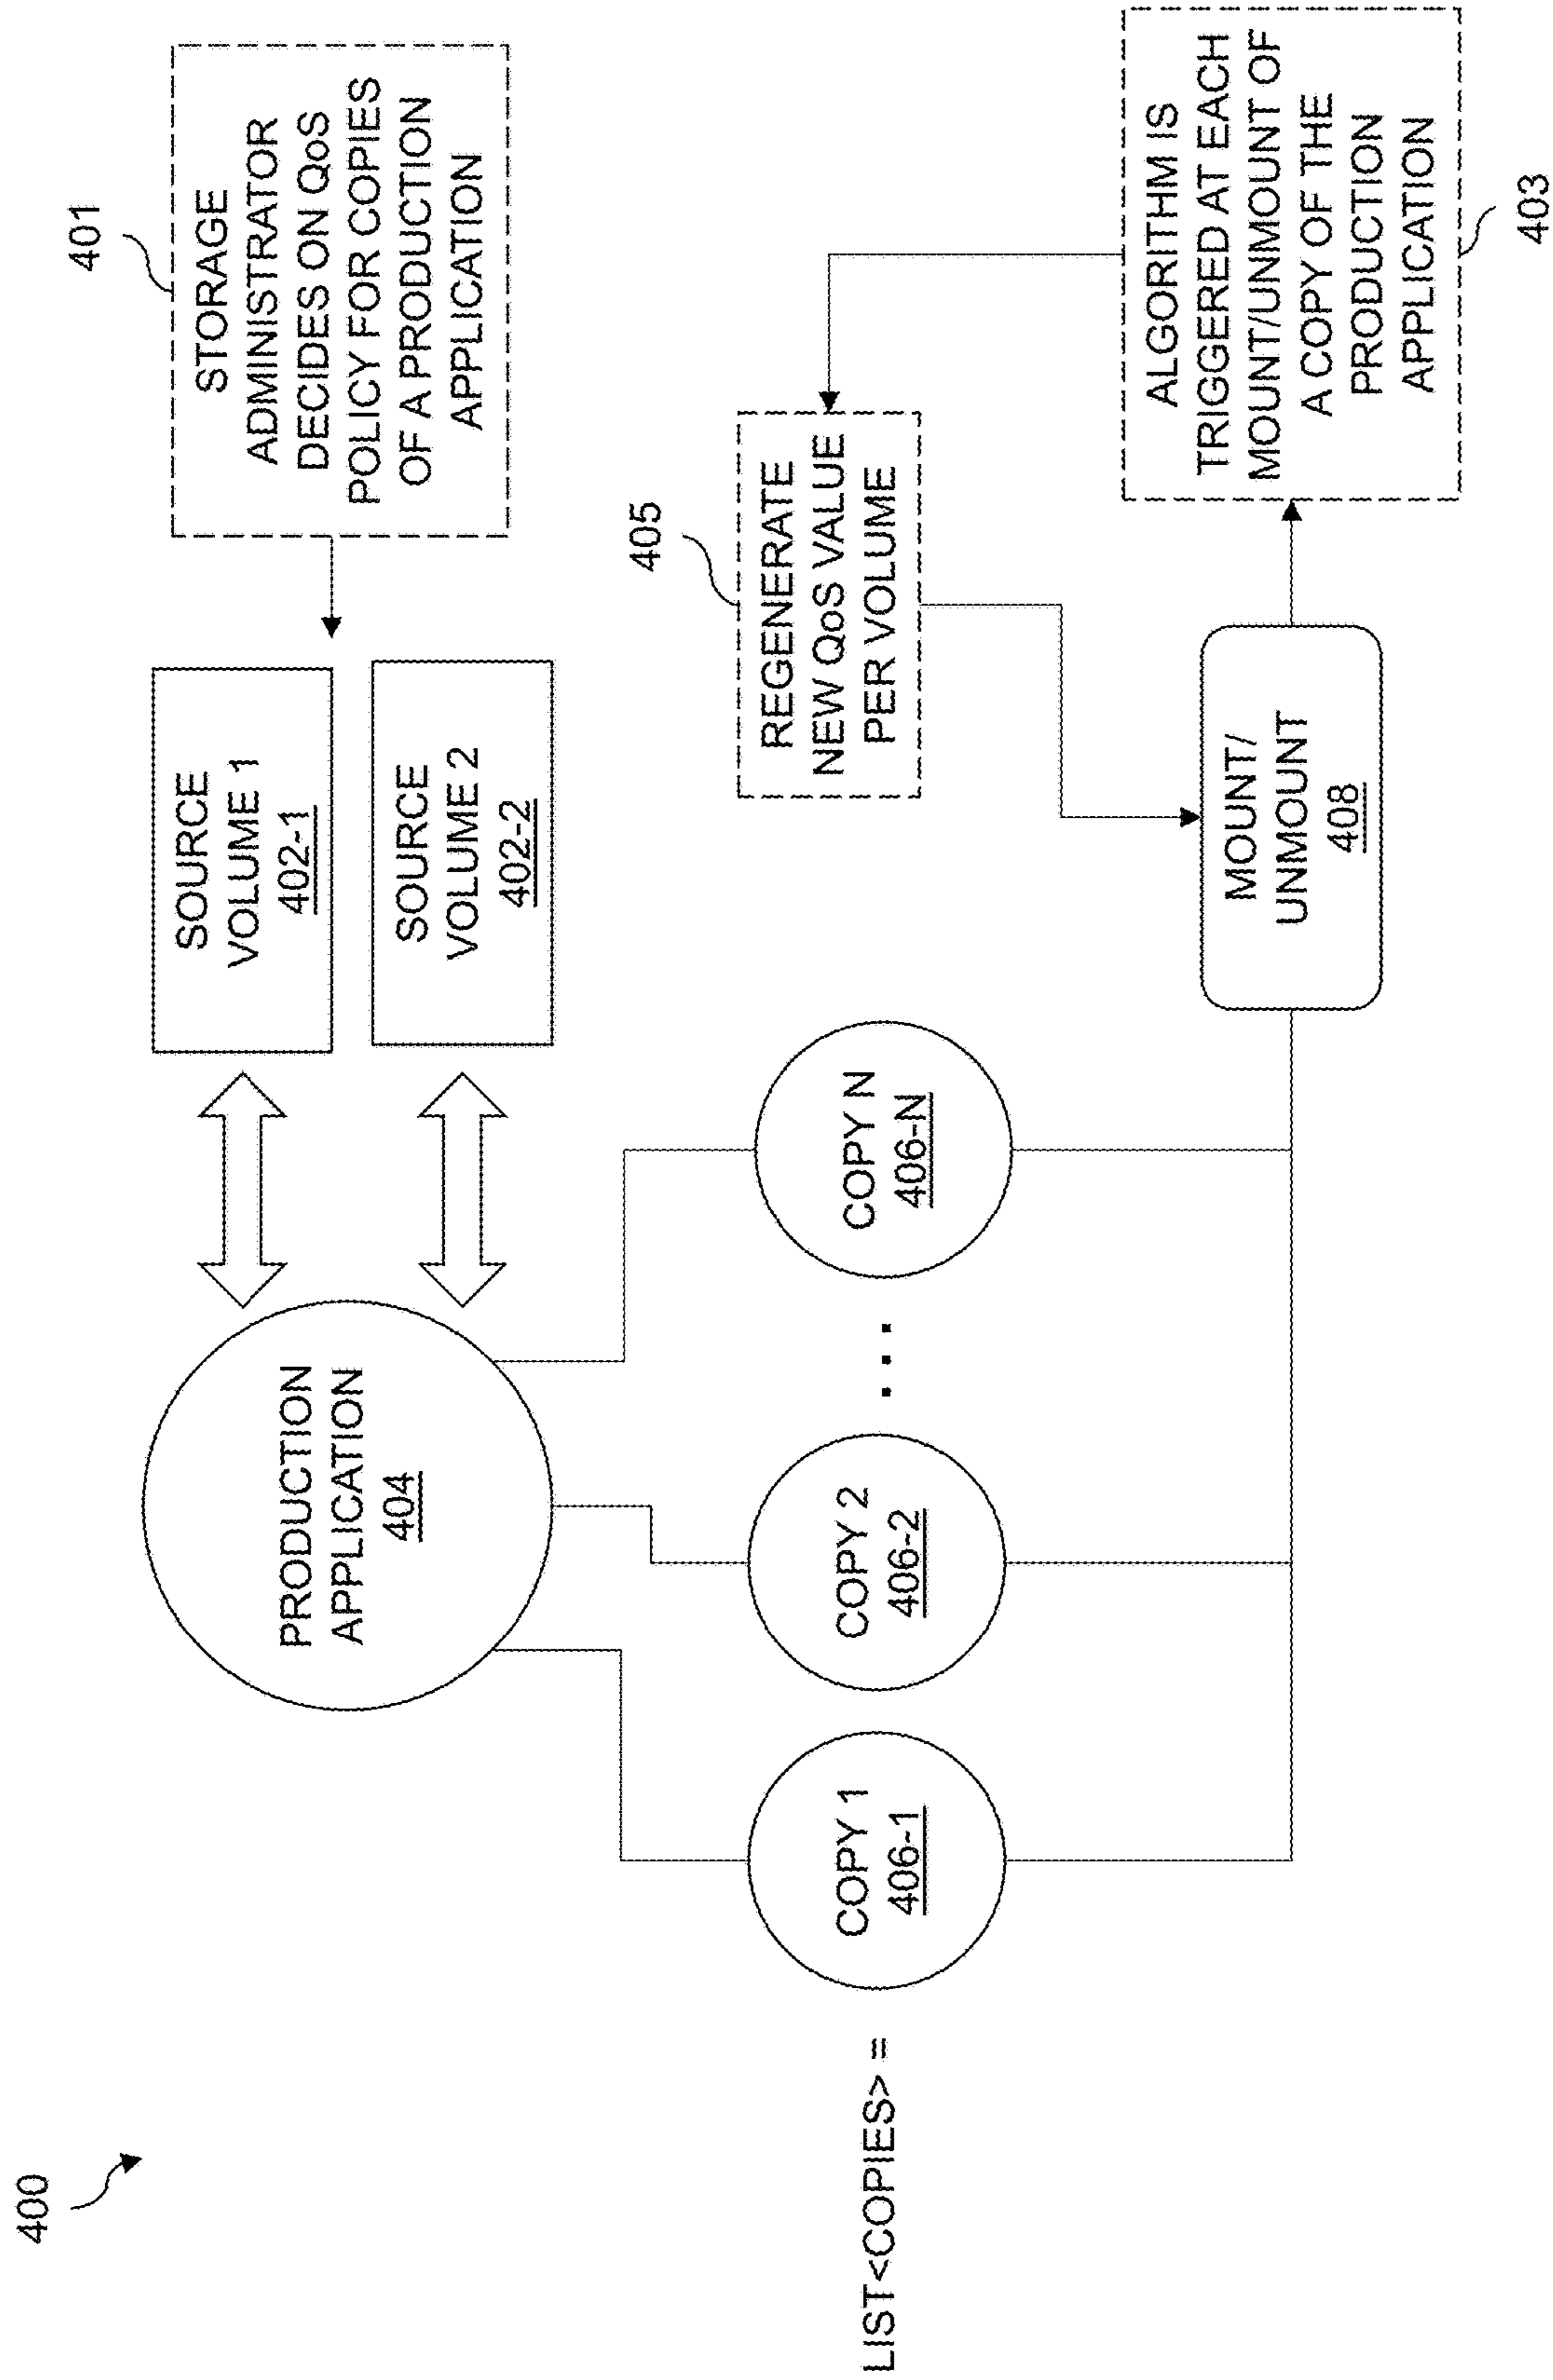 400
PRODUCTION
APPLICATION
404
SOURCE
VOLUME 1
402-1
SOURCE
VOLUME 2
402-2
401
STORAGE
ADMINISTRATOR
DECIDES ON QoS
POLICY FOR COPIES
OF A PRODUCTION
APPLICATION
LIST<COPIES> =
COPY 1
406-1
COPY 2
406-2
...
COPY N
406-N
405
REGENERATE
NEW QoS VALUE
PER VOLUME
MOUNT/
UNMOUNT
408
ALGORITHM IS
TRIGGERED AT EACH
MOUNT/UNMOUNT OF
A COPY OF THE
PRODUCTION
APPLICATION
403